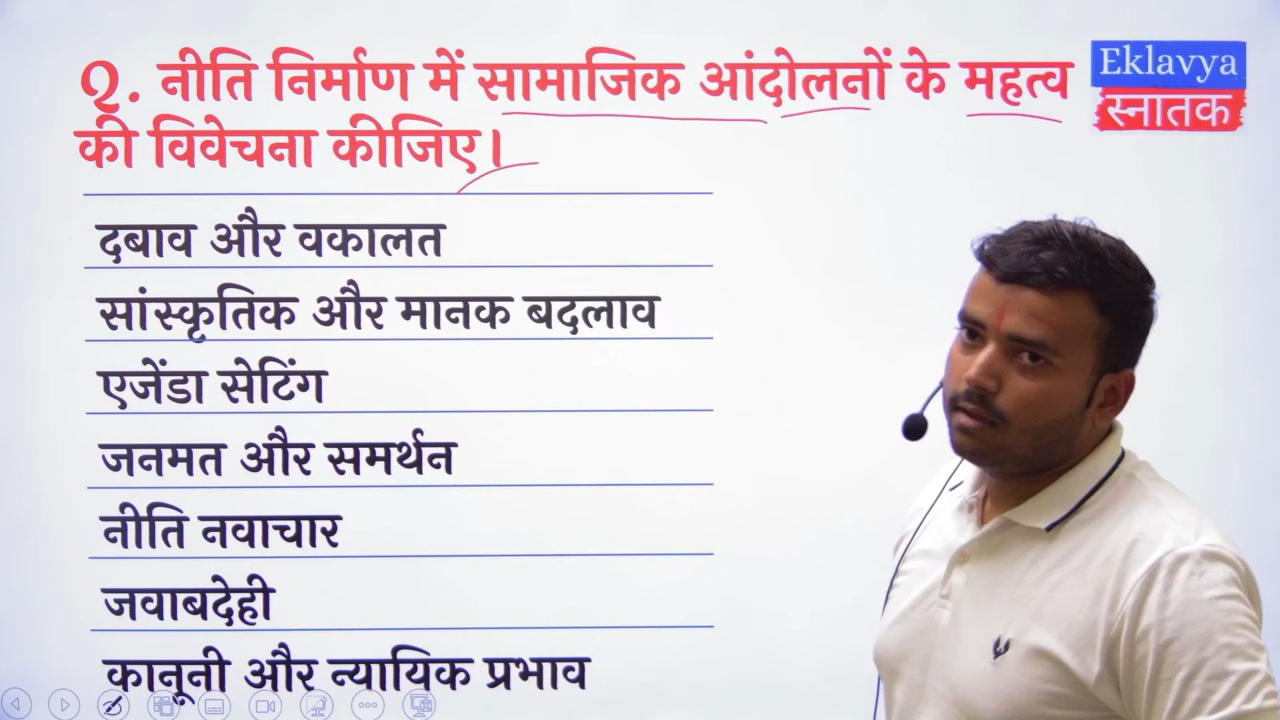 Q. नीति निर्माण में सामाजिक आंदोलनों के महत्व
की विवेचना कीजिए।
Eklavya
स्नातक
दबाव और वकालत
सांस्कृतिक और मानक बदलाव
एजेंडा सेटिंग
जनमत और समर्थन
नीति नवाचार
जवाबदेही
कानूनी और न्यायिक प्रभाव